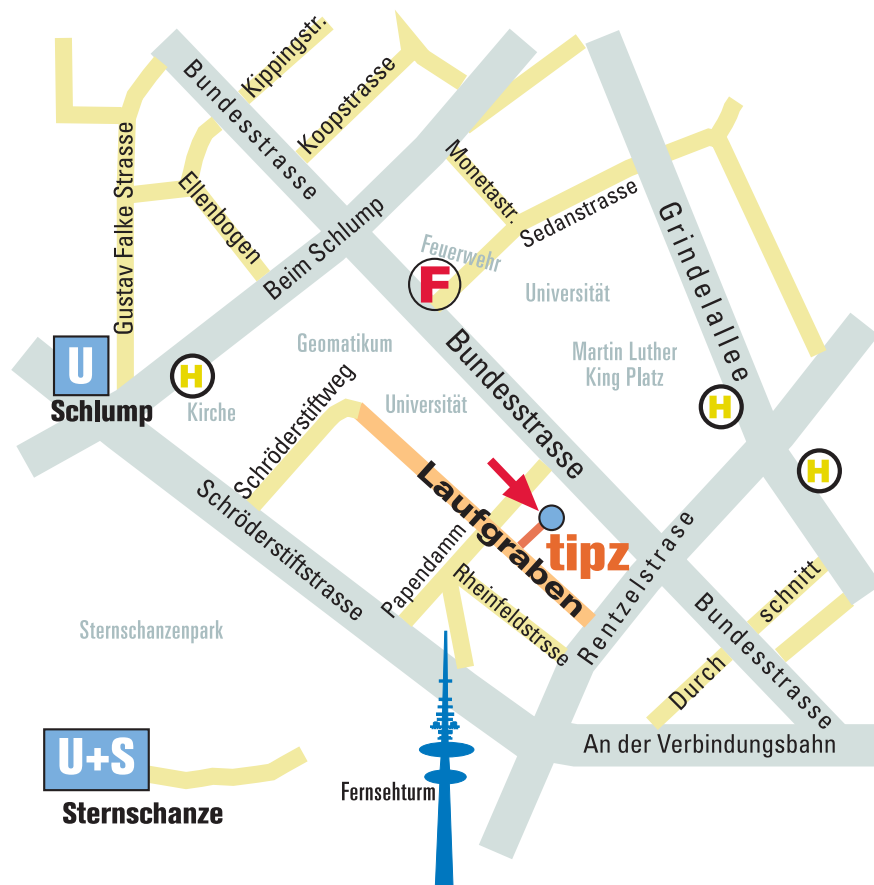 Kippingstr.
Bundesstrasse
Koopstrasse
Gustav Falke Strasse
Ellenbogen
Monetastr.
Beim Schlump
Sedanstrasse
Grindelallee
Feuerwehr
F
Universität
U
Schlump
H
Kirche
Geomatikum
Martin Luther
King Platz
Bundesstrasse
Universität
H
Schröderstiftweg
H
Laufgraben
Schröderstiftstrasse
tipz
Papendamm
Rheinfeldstrsse
Rentzelstrase
schnitt
Durch
Bundesstrasse
Sternschanzenpark
An der Verbindungsbahn
U+S
Sternschanze
Fernsehturm